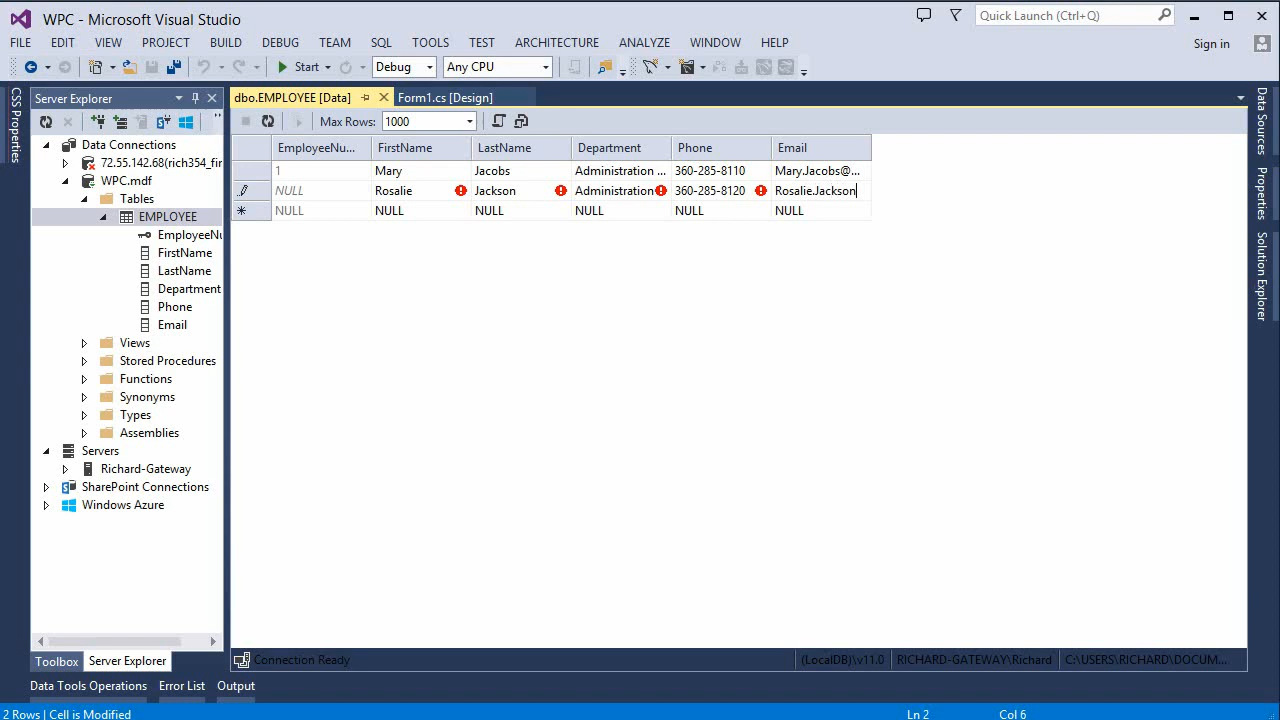 WPC - Microsoft Visual Studio
Quick Launch (Ctrl+Q)
FILE EDIT VIEW PROJECT BUILD DEBUG TEAM SQL TOOLS TEST ARCHITECTURE ANALYZE WINDOW HELP Sign in
Start Debug Any CPU
CSS Properties
Server Explorer
dbo.EMPLOYEE [Data] Form1.cs [Design]
Max Rows: 1000
Data Connections
72.55.142.68(rich354_fir
WPC.mdf
Tables
EMPLOYEE
EmployeeNu
FirstName
LastName
Department
Phone
Email
Views
Stored Procedures
Functions
Synonyms
Types
Assemblies
Servers
Richard-Gateway
SharePoint Connections
Windows Azure
EmployeeNu... FirstName LastName Department Phone Email
1 Mary Jacobs Administration ... 360-285-8110 Mary.Jacobs@...
NULL Rosalie Jackson Administration 360-285-8120 Rosalie.Jackson
NULL NULL NULL NULL NULL NULL
Data Sources
Properties
Solution Explorer
Toolbox Server Explorer
Connection Ready (LocalDB)\v11.0 RICHARD-GATEWAY\Richard C:\USERS\RICHARD\DOCUM...
Data Tools Operations Error List Output
2 Rows | Cell is Modified Ln 2 Col 6